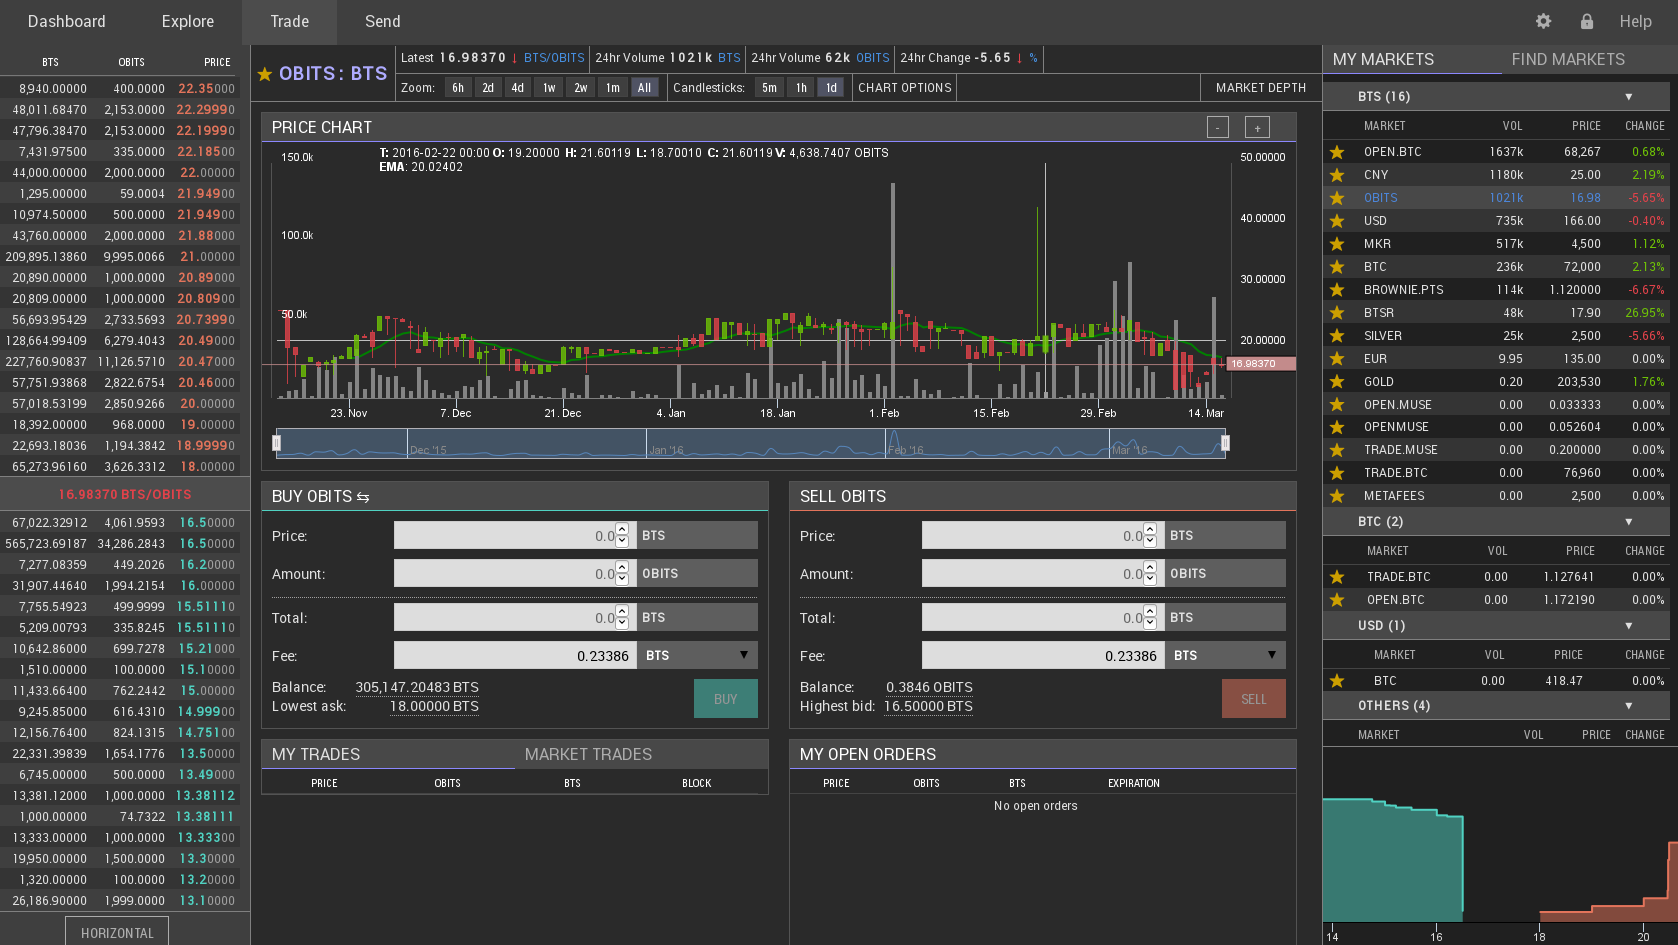 Dashboard Explore Trade Send Help
BTS OBITS PRICE
8,940.00000 400.0000 22.35000
48,011.68470 2,153.0000 22.29990
47,796.38470 2,153.0000 22.19990
7,431.97500 335.0000 22.18500
44,000.00000 2,000.0000 22.00000
1,295.00000 59.0004 21.94900
10,974.50000 500.0000 21.94900
43,760.00000 2,000.0000 21.88000
209,895.13860 9,995.0066 21.00000
20,890.00000 1,000.0000 20.89000
20,809.00000 1,000.0000 20.80900
56,693.95429 2,733.5693 20.73990
128,664.99409 6,279.4043 20.49000
227,760.90837 11,126.5710 20.47000
57,751.93868 2,822.6754 20.46000
57,018.53199 2,850.9266 20.00000
18,392.00000 968.0000 19.00000
22,693.18036 1,194.3842 18.99990
65,273.96160 3,626.3312 18.00000
16.98370 BTS/OBITS
67,022.32912 4,061.9593 16.50000
565,723.69187 34,286.2843 16.50000
7,277.08359 449.2026 16.20000
31,907.44640 1,994.2154 16.00000
7,755.54923 499.9999 15.51110
5,209.00793 335.8245 15.51110
10,642.86000 699.7278 15.21000
1,510.00000 100.0000 15.10000
11,433.66400 762.2442 15.00000
9,245.85000 616.4310 14.99900
12,156.76400 824.1315 14.75100
22,331.39839 1,654.1776 13.50000
6,745.00000 500.0000 13.49000
13,381.12000 1,000.0000 13.38112
1,000.00000 74.7322 13.38111
13,333.00000 1,000.0000 13.33300
19,950.00000 1,500.0000 13.30000
1,320.00000 100.0000 13.20000
26,186.90000 1,999.0000 13.10000
HORIZONTAL
OBITS : BTS
Latest 16.98370 ↓ BTS/OBITS 24hr Volume 1021k BTS 24hr Volume 62k OBITS 24hr Change -5.65 ↓ %
Zoom: 6h 2d 4d 1w 2w 1m All Candlesticks: 5m 1h 1d CHART OPTIONS MARKET DEPTH
PRICE CHART - +
T: 2016-02-22 00:00 O: 19.20000 H: 21.60119 L: 18.70010 C: 21.60119 V: 4,638.7407 OBITS
EMA: 20.02402
150.0k 50.00000
40.00000
100.0k
30.00000
50.0k
20.00000
16.98370
23. Nov 7. Dec 21. Dec 4. Jan 18. Jan 1. Feb 15. Feb 29. Feb 14. Mar
Dec '15 Jan '16 Feb '16 Mar '16
BUY OBITS ⇆
Price: 0.0 BTS
Amount: 0.0 OBITS
Total: 0.0 BTS
Fee: 0.23386 BTS ▼
Balance: 305,147.20483 BTS
Lowest ask: 18.00000 BTS
BUY
SELL OBITS
Price: 0.0 BTS
Amount: 0.0 OBITS
Total: 0.0 BTS
Fee: 0.23386 BTS ▼
Balance: 0.3846 OBITS
Highest bid: 16.50000 BTS
SELL
MY TRADES MARKET TRADES
PRICE OBITS BTS BLOCK
MY OPEN ORDERS
PRICE OBITS BTS EXPIRATION
No open orders
MY MARKETS FIND MARKETS
BTS (16) ▼
MARKET VOL PRICE CHANGE
OPEN.BTC 1637k 68,267 0.68%
CNY 1180k 25.00 2.19%
OBITS 1021k 16.98 -5.65%
USD 735k 166.00 -0.40%
MKR 517k 4,500 1.12%
BTC 236k 72,000 2.13%
BROWNIE.PTS 114k 1.120000 -6.67%
BTSR 48k 17.90 26.95%
SILVER 25k 2,500 -5.66%
EUR 9.95 135.00 0.00%
GOLD 0.20 203,530 1.76%
OPEN.MUSE 0.00 0.033333 0.00%
OPENMUSE 0.00 0.052604 0.00%
TRADE.MUSE 0.00 0.200000 0.00%
TRADE.BTC 0.00 76,960 0.00%
METAFEES 0.00 2,500 0.00%
BTC (2) ▼
MARKET VOL PRICE CHANGE
TRADE.BTC 0.00 1.127641 0.00%
OPEN.BTC 0.00 1.172190 0.00%
USD (1) ▼
MARKET VOL PRICE CHANGE
BTC 0.00 418.47 0.00%
OTHERS (4) ▼
MARKET VOL PRICE CHANGE
14 16 18 20